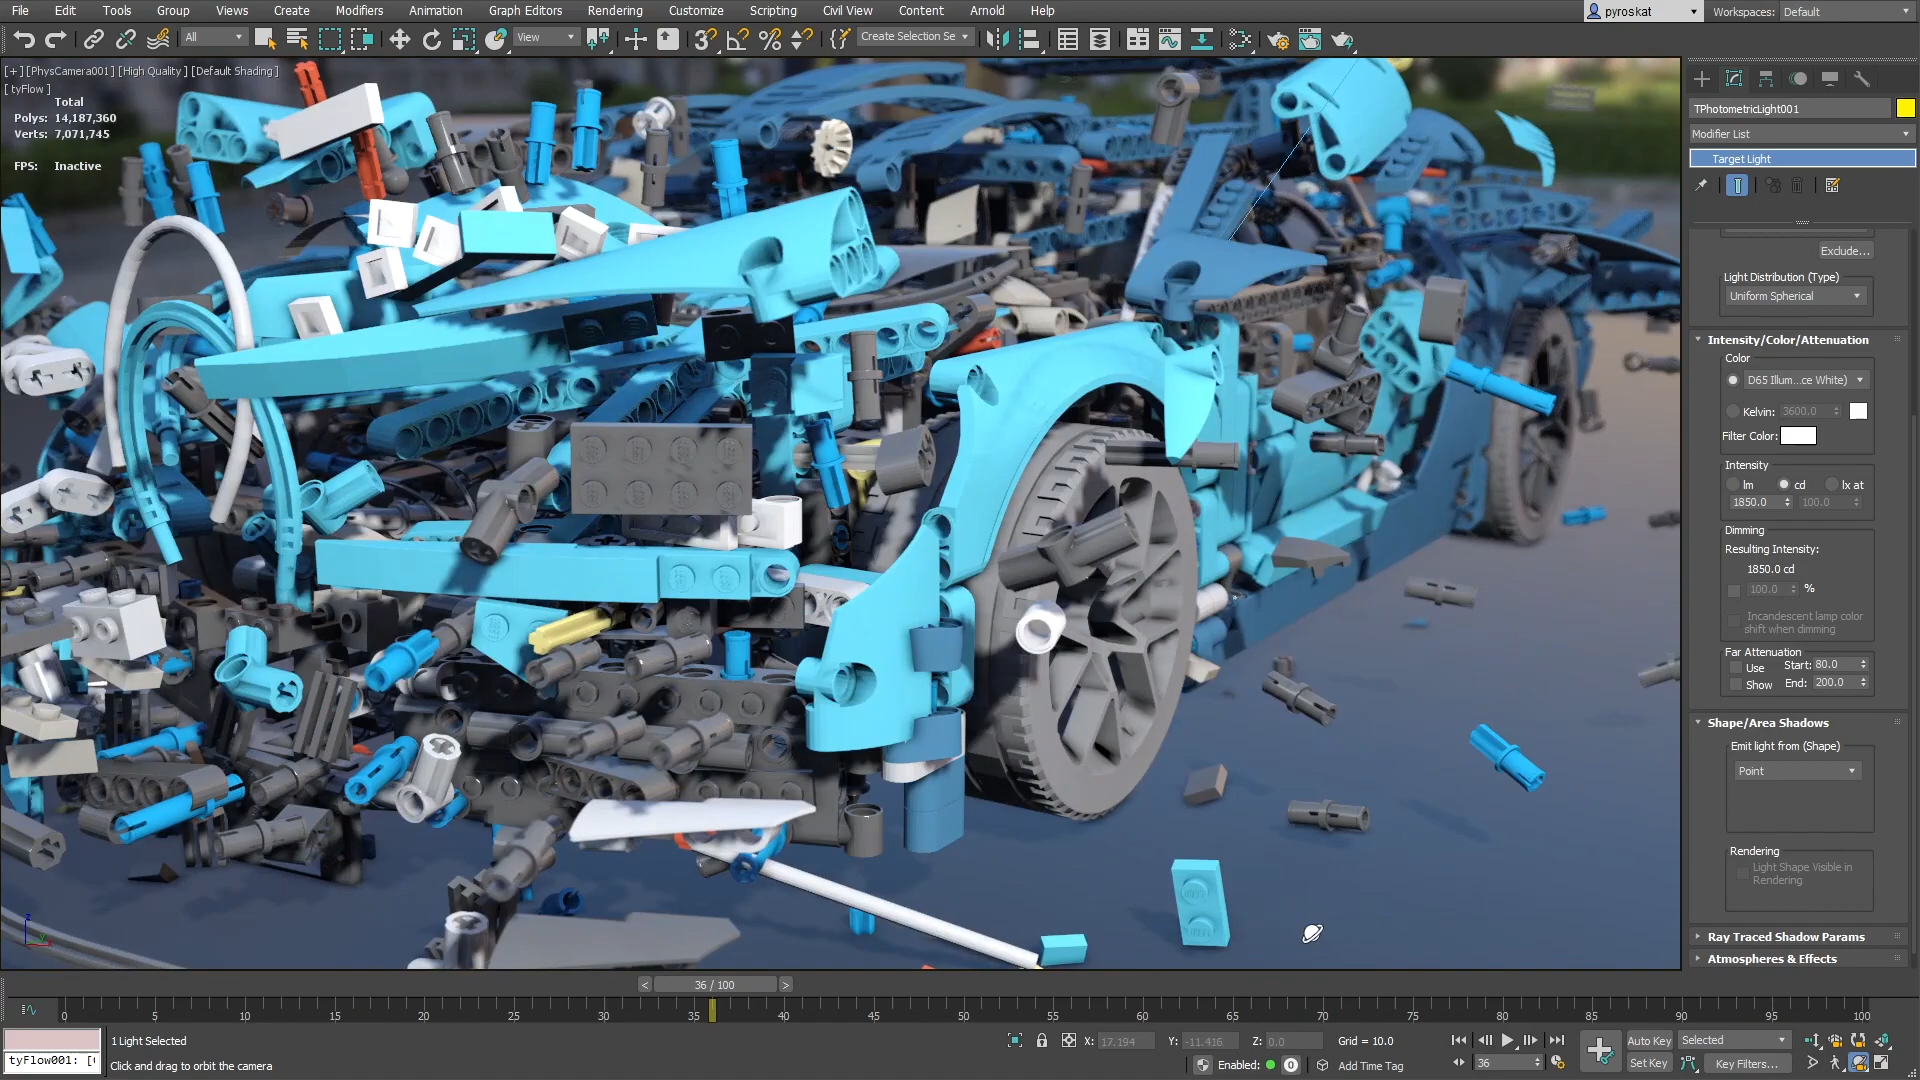 File Edit Tools Group Views Create Modifiers Animation Graph Editors Rendering Customize Scripting Civil View Content Arnold Help
pyroskat
Workspaces: Default
All
View
Create Selection Se
[+] [PhysCamera001] [High Quality] [Default Shading]
[ tyFlow ]
Total
Polys: 14,187,360
Verts: 7,071,745
FPS: Inactive
TPhotometricLight001
Modifier List
Target Light
Exclude...
Light Distribution (Type)
Uniform Spherical
Intensity/Color/Attenuation
Color
D65 Illum...ce White)
Kelvin: 3600.0
Filter Color:
Intensity
lm cd lx at
1850.0 100.0
Dimming
Resulting Intensity:
1850.0 cd
100.0 %
Incandescent lamp color
shift when dimming
Far Attenuation
Use Start: 80.0
Show End: 200.0
Shape/Area Shadows
Emit light from (Shape)
Point
Rendering
Light Shape Visible in
Rendering
Ray Traced Shadow Params
Atmospheres & Effects
< 36 / 100 >
0 5 10 15 20 25 30 35 40 45 50 55 60 65 70 75 80 85 90 95 100
1 Light Selected
X: 17.194 Y: -11.416 Z: 0.0 Grid = 10.0
Auto Key Selected
tyFlow001: [
Click and drag to orbit the camera
Enabled: 0 Add Time Tag
36
Set Key Key Filters...